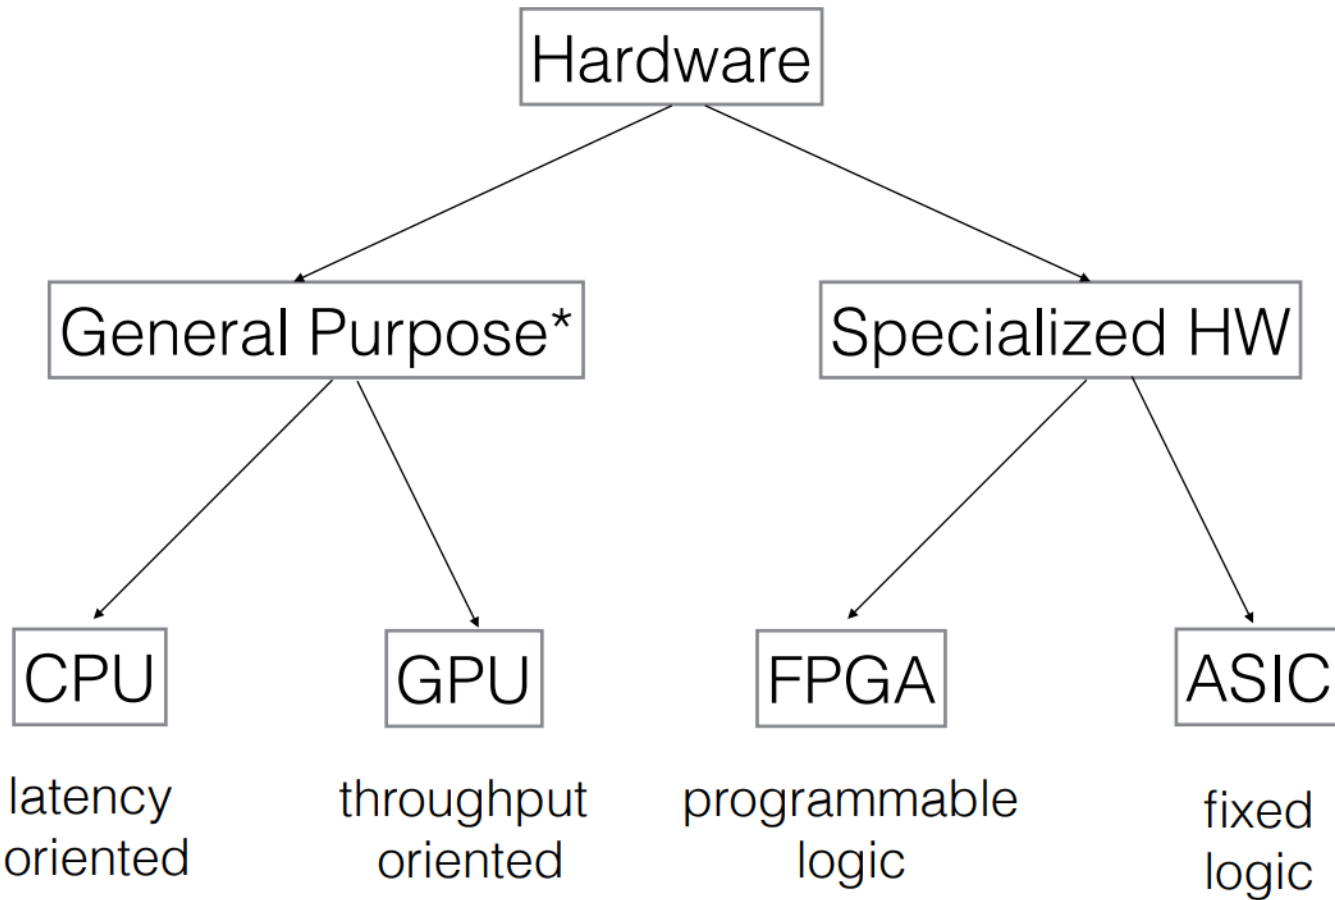 Hardware
General Purpose*
Specialized HW
CPU
GPU
FPGA
ASIC
latency
oriented
throughput
oriented
programmable
logic
fixed
logic